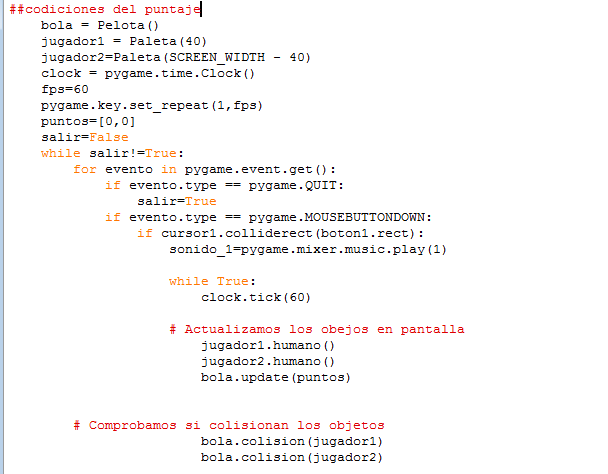 ##codiciones del puntaje
bola = Pelota()
jugador1 = Paleta(40)
jugador2=Paleta(SCREEN_WIDTH - 40)
clock = pygame.time.Clock()
fps=60
pygame.key.set_repeat(1,fps)
puntos=[0,0]
salir=False
while salir!=True:
for evento in pygame.event.get():
if evento.type == pygame.QUIT:
salir=True
if evento.type == pygame.MOUSEBUTTONDOWN:
if cursor1.colliderect(boton1.rect):
sonido_1=pygame.mixer.music.play(1)
while True:
clock.tick(60)
# Actualizamos los obejos en pantalla
jugador1.humano()
jugador2.humano()
bola.update(puntos)
# Comprobamos si colisionan los objetos
bola.colision(jugador1)
bola.colision(jugador2)